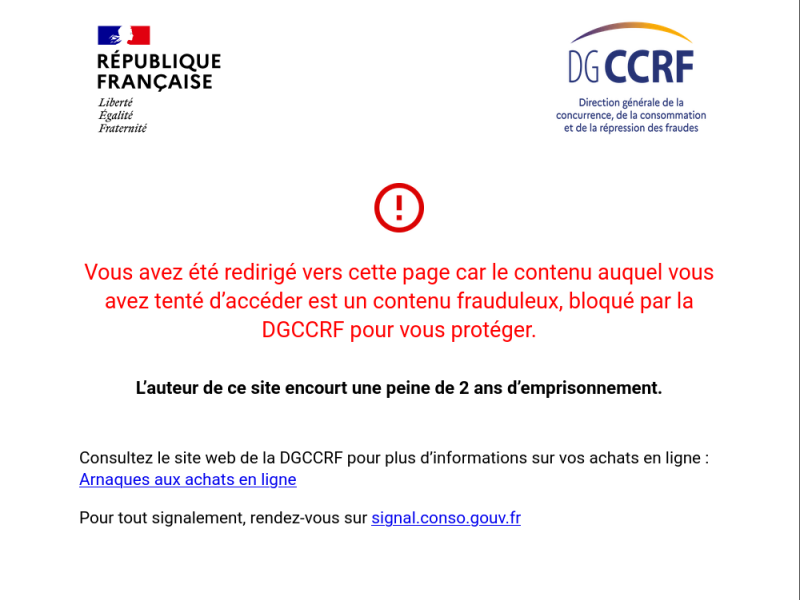 RÉPUBLIQUE
FRANÇAISE
Liberté
Égalité
Fraternité
DGCCRF
Direction générale de la
concurrence, de la consommation
et de la répression des fraudes
Vous avez été redirigé vers cette page car le contenu auquel vous
avez tenté d’accéder est un contenu frauduleux, bloqué par la
DGCCRF pour vous protéger.
L’auteur de ce site encourt une peine de 2 ans d’emprisonnement.
Consultez le site web de la DGCCRF pour plus d’informations sur vos achats en ligne :
Arnaques aux achats en ligne
Pour tout signalement, rendez-vous sur signal.conso.gouv.fr